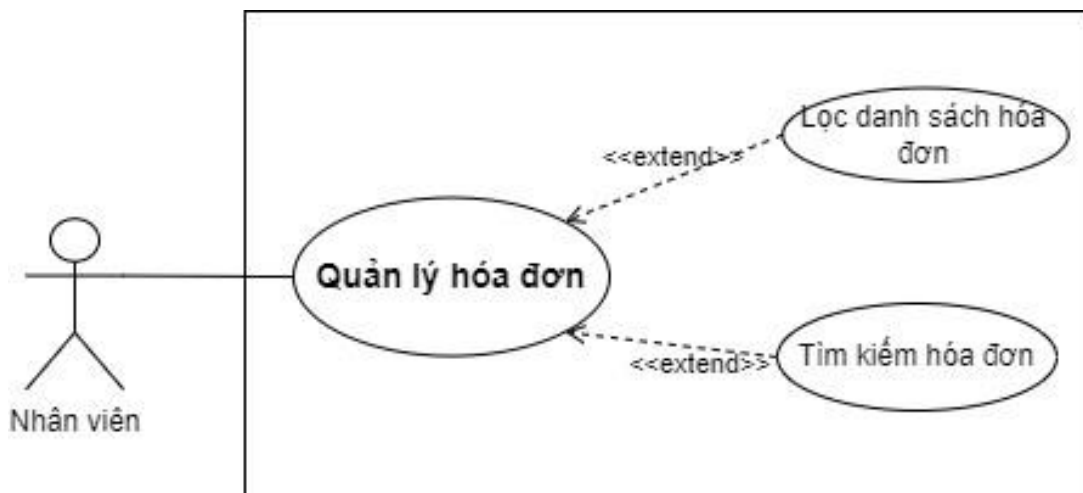 Lọc danh sách hóa
đơn
<<extend>>
Quản lý hóa đơn
<<extend>>
Tìm kiếm hóa đơn
Nhân viên